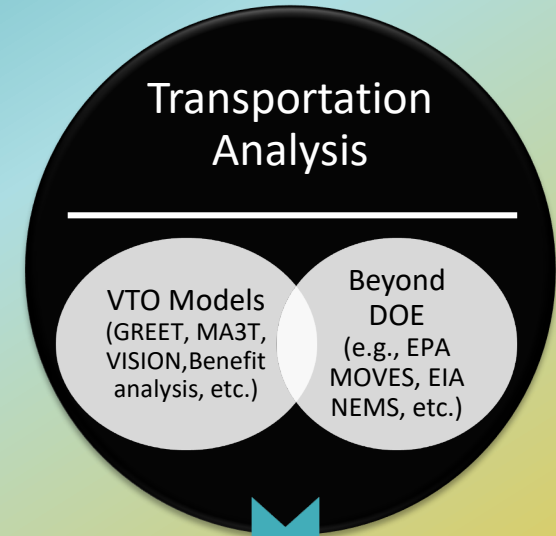 Transportation
Analysis
VTO Models
(GREET, MA3T,
VISION,Benefit
analysis, etc.)
Beyond
DOE
(e.g., EPA
MOVES, EIA
NEMS, etc.)